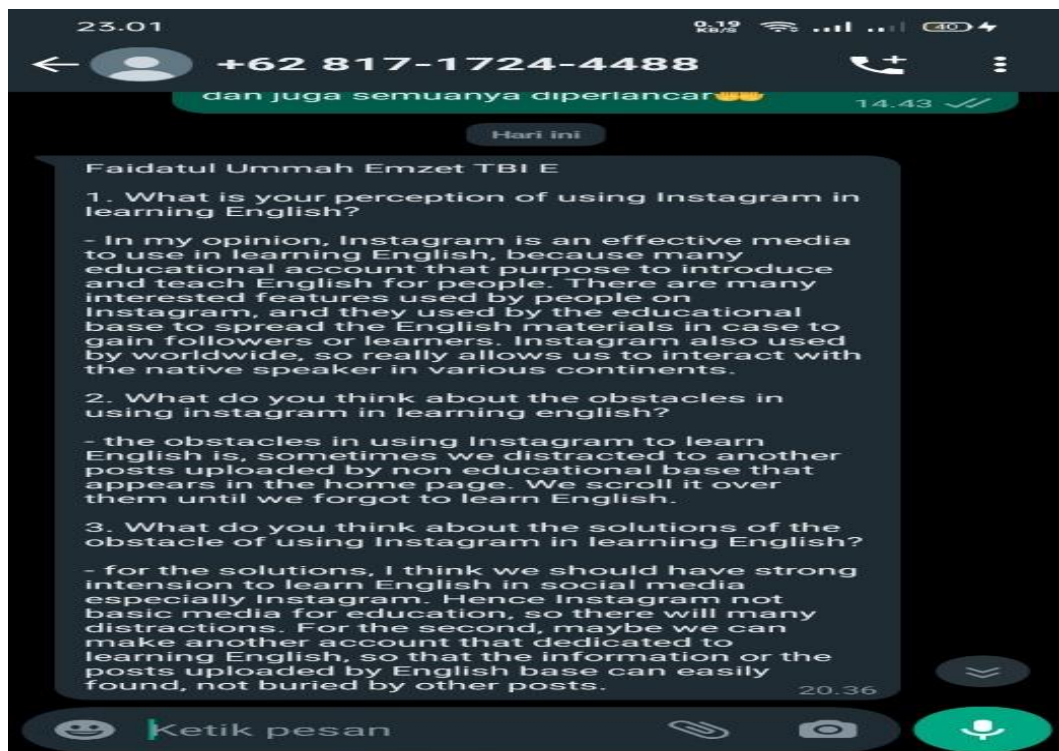 23.01
0.19
KB/S
40
+62 817-1724-4488
dan juga semuanya diperlancar🤲
14.43
Hari ini
Faidatul Ummah Emzet TBI E
1. What is your perception of using Instagram in
learning English?
- In my opinion, Instagram is an effective media
to use in learning English, because many
educational account that purpose to introduce
and teach English for people. There are many
interested features used by people on
Instagram, and they used by the educational
base to spread the English materials in case to
gain followers or learners. Instagram also used
by worldwide, so really allows us to interact with
the native speaker in various continents.
2. What do you think about the obstacles in
using instagram in learning english?
- the obstacles in using Instagram to learn
English is, sometimes we distracted to another
posts uploaded by non educational base that
appears in the home page. We scroll it over
them until we forgot to learn English.
3. What do you think about the solutions of the
obstacle of using Instagram in learning English?
- for the solutions, I think we should have strong
intension to learn English in social media
especially Instagram. Hence Instagram not
basic media for education, so there will many
distractions. For the second, maybe we can
make another account that dedicated to
learning English, so that the information or the
posts uploaded by English base can easily
found, not buried by other posts.
20.36
Ketik pesan